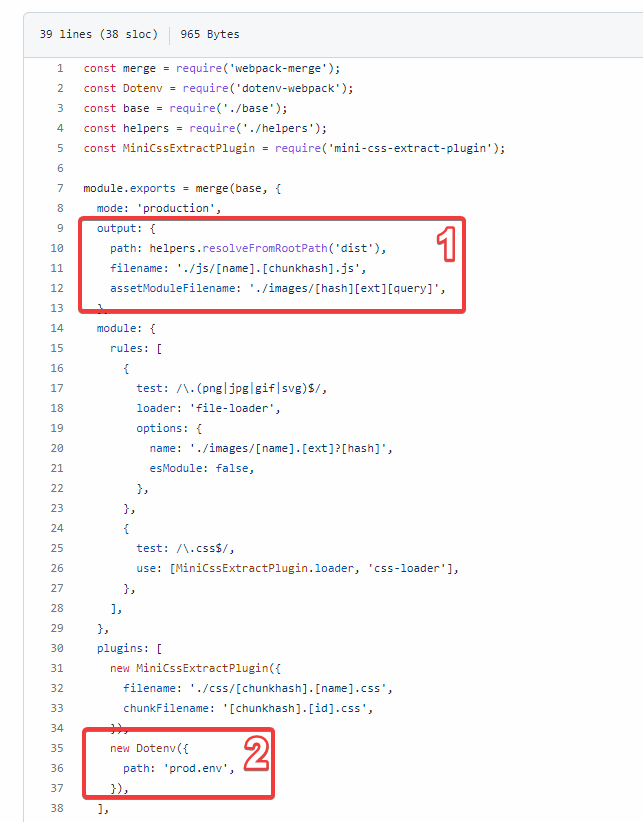 39 lines (38 sloc) 965 Bytes
1 const merge = require('webpack-merge');
2 const Dotenv = require('dotenv-webpack');
3 const base = require('./base');
4 const helpers = require('./helpers');
5 const MiniCssExtractPlugin = require('mini-css-extract-plugin');
6
7 module.exports = merge(base, {
8   mode: 'production',
9   output: {
10     path: helpers.resolveFromRootPath('dist'),
11     filename: './js/[name].[chunkhash].js',
12     assetModuleFilename: './images/[hash][ext][query]',
13   },
1
14   module: {
15     rules: [
16       {
17         test: /\.(png|jpg|gif|svg)$/,
18         loader: 'file-loader',
19         options: {
20           name: './images/[name].[ext]?[hash]',
21           esModule: false,
22         },
23       },
24       {
25         test: /\.css$/,
26         use: [MiniCssExtractPlugin.loader, 'css-loader'],
27       },
28     ],
29   },
30   plugins: [
31     new MiniCssExtractPlugin({
32       filename: './css/[chunkhash].[name].css',
33       chunkFilename: '[chunkhash].[id].css',
34     }),
35     new Dotenv({
36       path: 'prod.env',
37     }),
2
38   ],